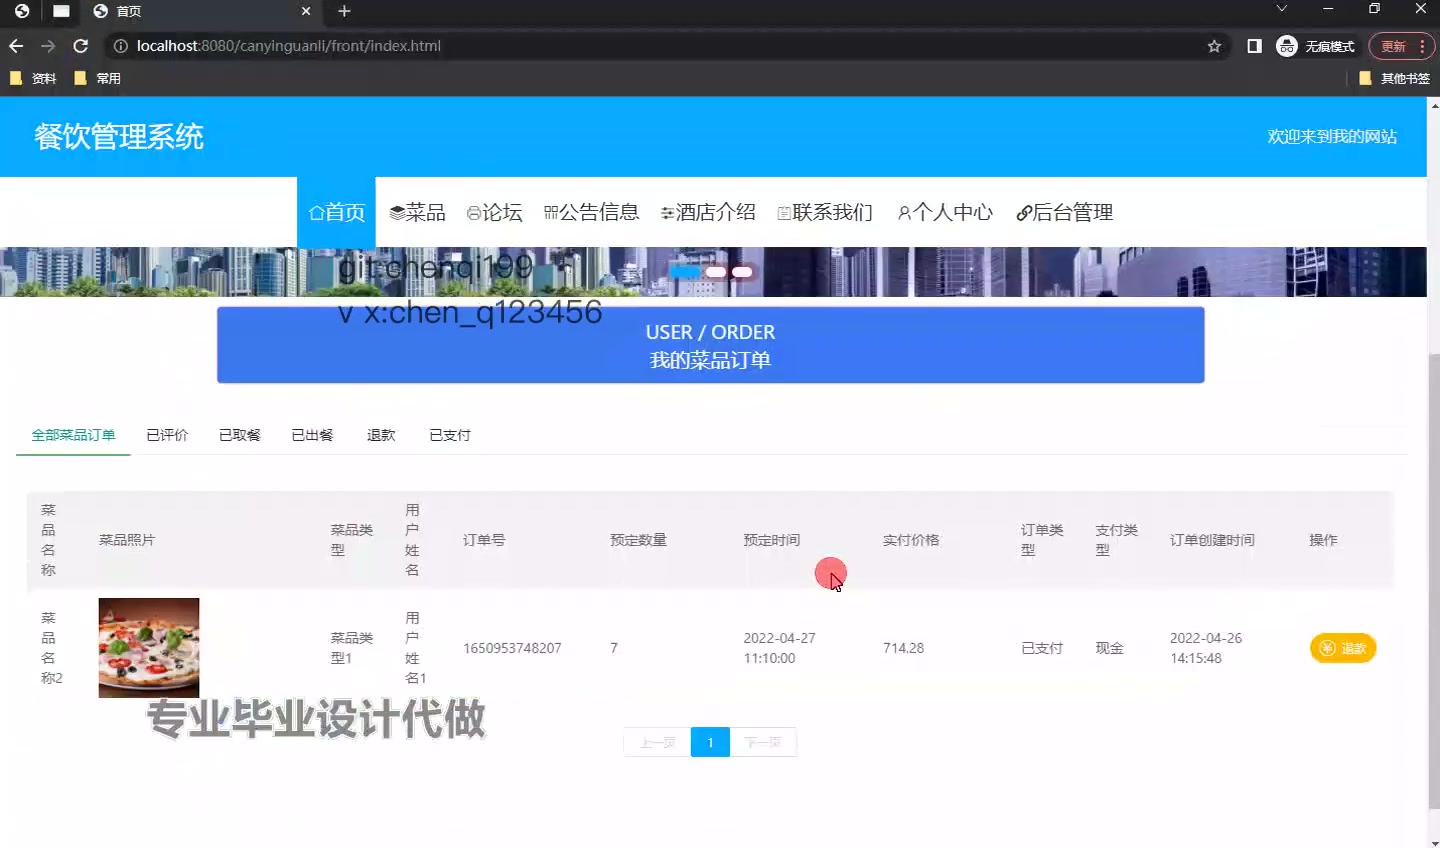 首页
localhost:8080/canyinguanli/front/index.html
无痕模式
更新
资料
常用
其他书签
餐饮管理系统
欢迎来到我的网站
首页
菜品
论坛
公告信息
酒店介绍
联系我们
个人中心
后台管理
git:chenqi199
v x:chen_q123456
USER / ORDER
我的菜品订单
全部菜品订单
已评价
已取餐
已出餐
退款
已支付
菜品名称
菜品照片
菜品类型
用户姓名
订单号
预定数量
预定时间
实付价格
订单类型
支付类型
订单创建时间
操作
菜品名称2
菜品类型1
用户姓名1
1650953748207
7
2022-04-27
11:10:00
714.28
已支付
现金
2022-04-26
14:15:48
退款
专业毕业设计代做
上一页
1
下一页